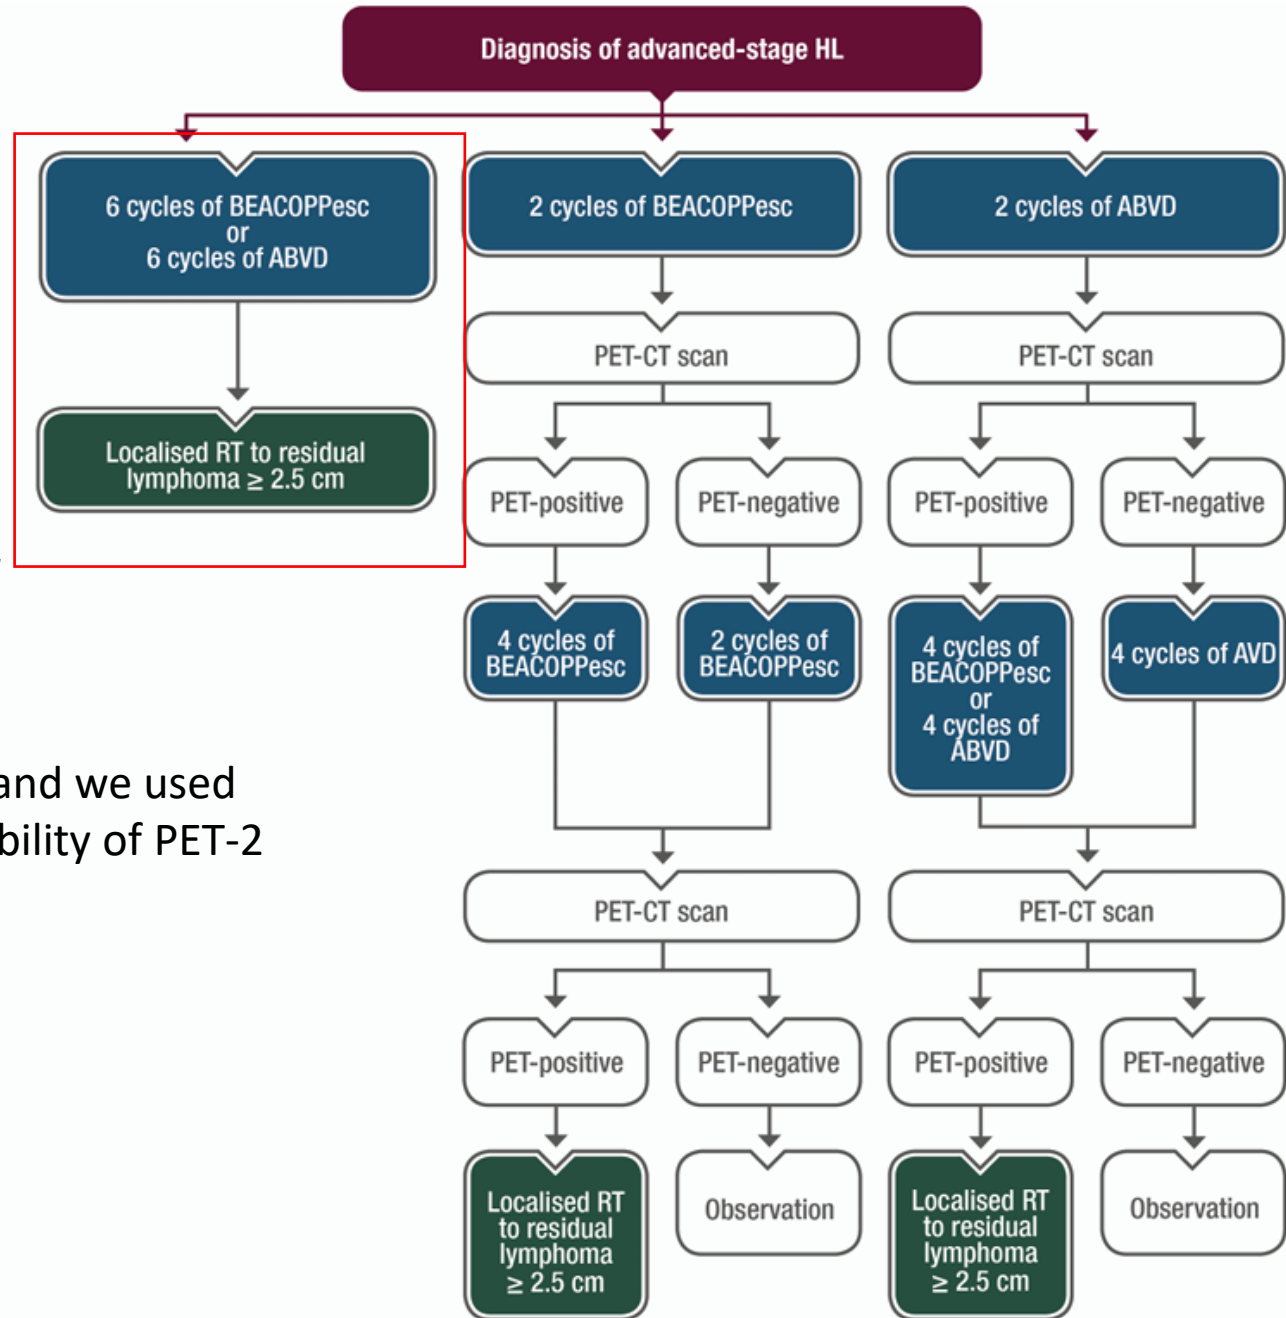 Diagnosis of advanced-stage HL
6 cycles of BEACOPPesc
or
6 cycles of ABVD
Localised RT to residual
lymphoma ≥ 2.5 cm
2 cycles of BEACOPPesc
PET-CT scan
PET-positive
PET-negative
4 cycles of
BEACOPPesc
2 cycles of
BEACOPPesc
PET-CT scan
PET-positive
PET-negative
Localised RT
to residual
lymphoma
≥ 2.5 cm
Observation
2 cycles of ABVD
PET-CT scan
PET-positive
PET-negative
4 cycles of
BEACOPPesc
or
4 cycles of
ABVD
4 cycles of AVD
PET-CT scan
PET-positive
PET-negative
Localised RT
to residual
lymphoma
≥ 2.5 cm
Observation
and we used
bility of PET-2